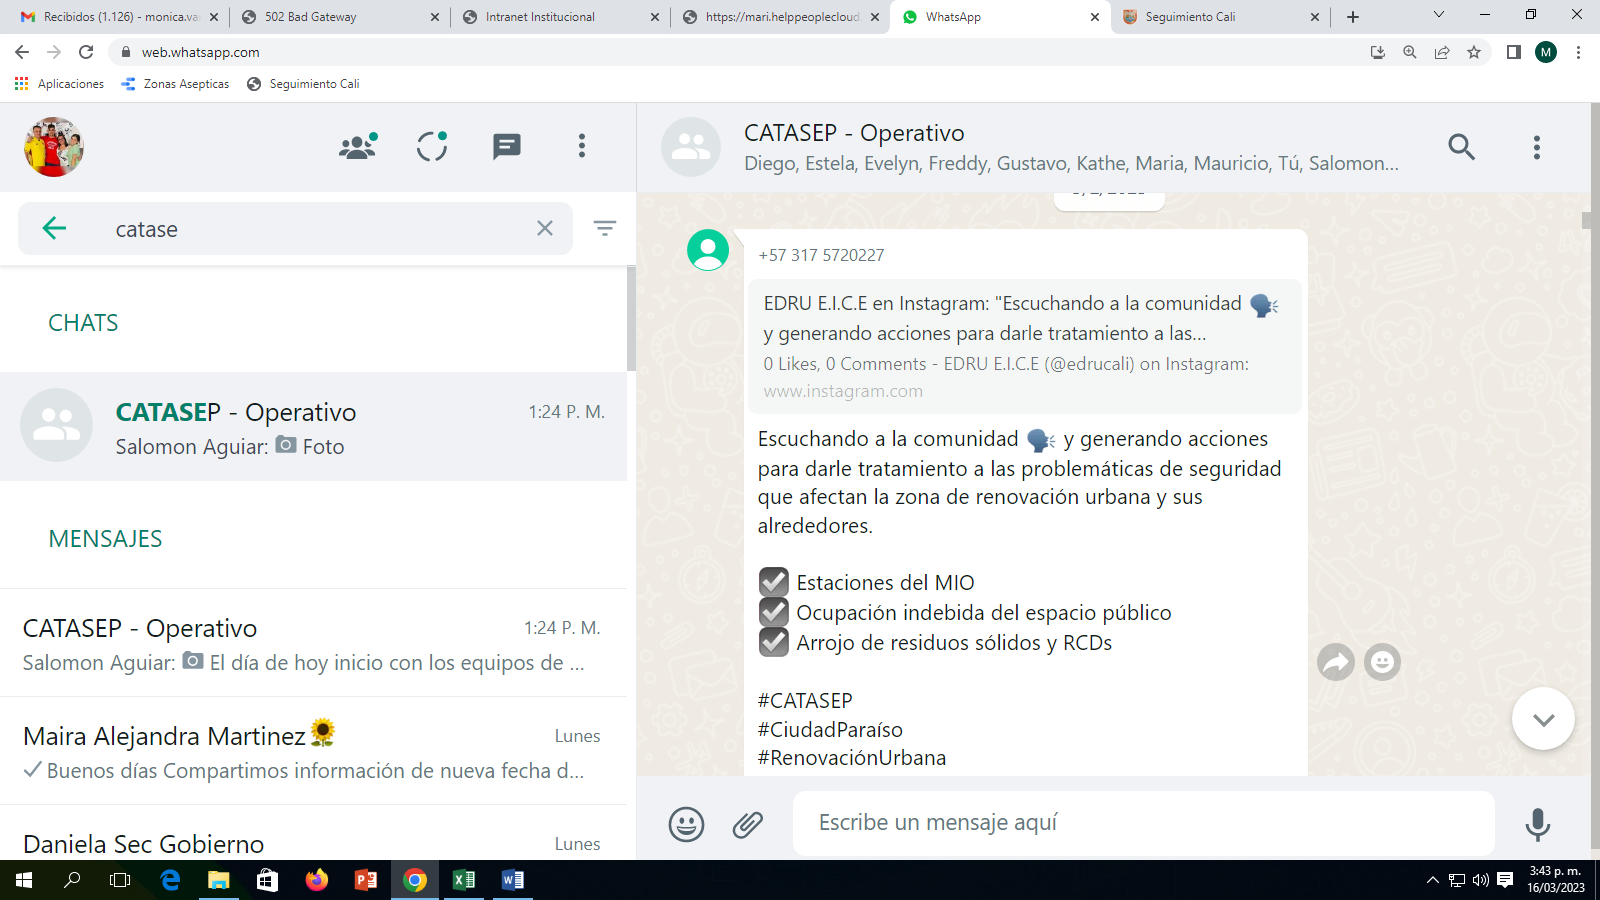 Recibidos (1.126) - monica.va
502 Bad Gateway
Intranet Institucional
https://mari.helppeoplecloud.
WhatsApp
Seguimiento Cali
web.whatsapp.com
M
Aplicaciones
Zonas Asepticas
Seguimiento Cali
catase
CHATS
CATASEP - Operativo
1:24 P. M.
Salomon Aguiar: Foto
MENSAJES
CATASEP - Operativo
1:24 P. M.
Salomon Aguiar: El día de hoy inicio con los equipos de ...
Maira Alejandra Martinez🌻
Lunes
Buenos días Compartimos información de nueva fecha d...
Daniela Sec Gobierno
Lunes
CATASEP - Operativo
Diego, Estela, Evelyn, Freddy, Gustavo, Kathe, Maria, Mauricio, Tú, Salomon...
+57 317 5720227
EDRU E.I.C.E en Instagram: "Escuchando a la comunidad 🗣️
y generando acciones para darle tratamiento a las...
0 Likes, 0 Comments - EDRU E.I.C.E (@edrucali) on Instagram:
www.instagram.com
Escuchando a la comunidad 🗣️ y generando acciones
para darle tratamiento a las problemáticas de seguridad
que afectan la zona de renovación urbana y sus
alrededores.
☑️ Estaciones del MIO
☑️ Ocupación indebida del espacio público
☑️ Arrojo de residuos sólidos y RCDs
#CATASEP
#CiudadParaíso
#RenovaciónUrbana
Escribe un mensaje aquí
3:43 p. m.
16/03/2023